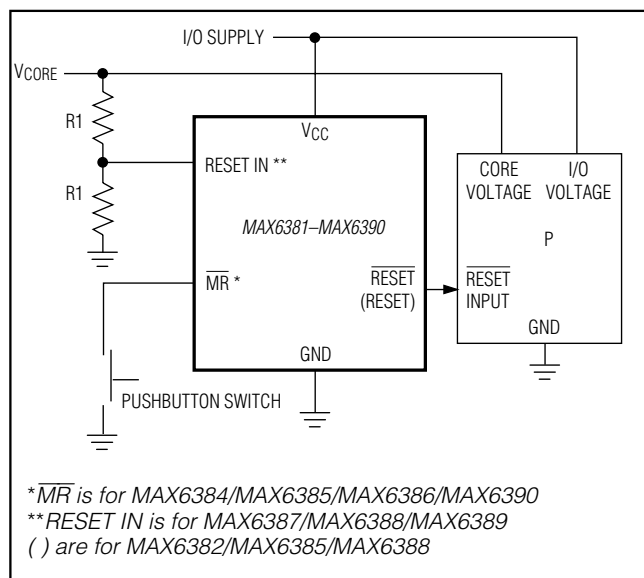 I/O SUPPLY
VCORE
R1
VCC
RESET IN **
R1
MAX6381–MAX6390
CORE VOLTAGE
I/O VOLTAGE
P
MR *
RESET
(RESET)
RESET
INPUT
GND
GND
PUSHBUTTON SWITCH
*MR is for MAX6384/MAX6385/MAX6386/MAX6390
**RESET IN is for MAX6387/MAX6388/MAX6389
( ) are for MAX6382/MAX6385/MAX6388